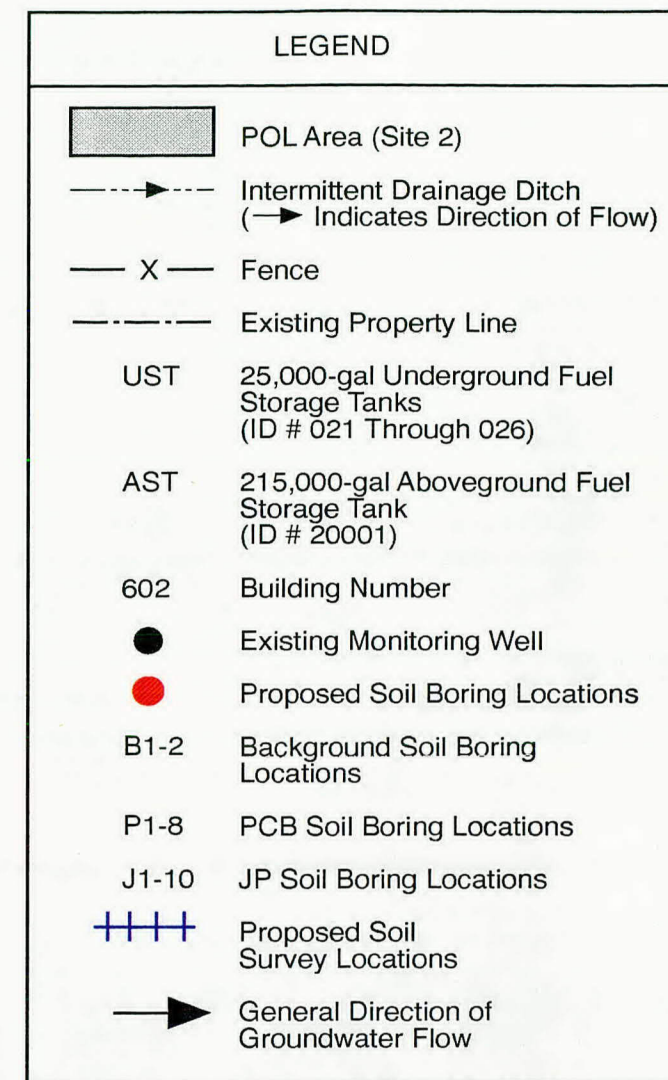 LEGEND
POL Area (Site 2)
Intermittent Drainage Ditch
(→ Indicates Direction of Flow)
X Fence
Existing Property Line
UST 25,000-gal Underground Fuel
Storage Tanks
(ID # 021 Through 026)
AST 215,000-gal Aboveground Fuel
Storage Tank
(ID # 20001)
602 Building Number
Existing Monitoring Well
Proposed Soil Boring Locations
B1-2 Background Soil Boring
Locations
P1-8 PCB Soil Boring Locations
J1-10 JP Soil Boring Locations
Proposed Soil
Survey Locations
General Direction of
Groundwater Flow